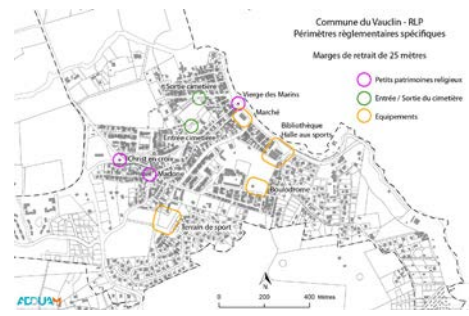 Commune du Vauclin - RLP
Périmètres règlementaires spécifiques
Marges de retrait de 25 mètres
Petits patrimoines religieux
Entrée / Sortie du cimetière
Equipements
Sortie cimetière
Vierge des Marins
Marché
Bibliothèque
Halle aux sports
Entrée cimetière
Christ en croix
Madone
Boulodrome
Terrain de sport
0 200 400 Mètres